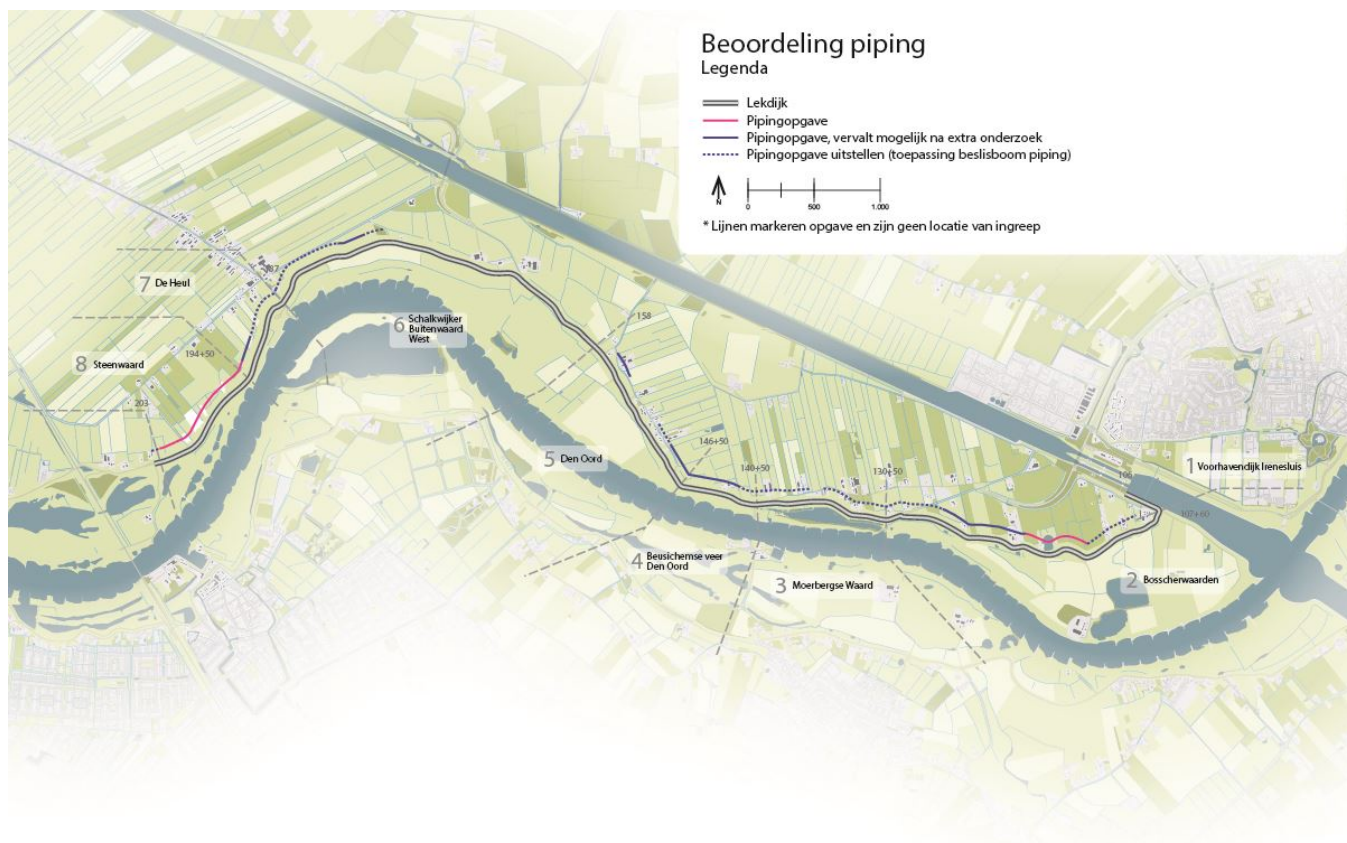 Beoordeling piping
Legenda
Lekdijk
Pipingopgave
Pipingopgave, vervalt mogelijk na extra onderzoek
Pipingopgave uitstellen (toepassing beslisboom piping)
N
0 500 1.000
* Lijnen markeren opgave en zijn geen locatie van ingreep
187
7 De Heul
6 Schalkwijker
Buitenwaard
West
158
194+50
8 Steenwaard
203
146+50
140+50
130+50
5 Den Oord
106
1 Voorhavendijk Irenesluis
107+60
4 Beusichemse veer
Den Oord
3 Moerbergse Waard
2 Bosscherwaarden